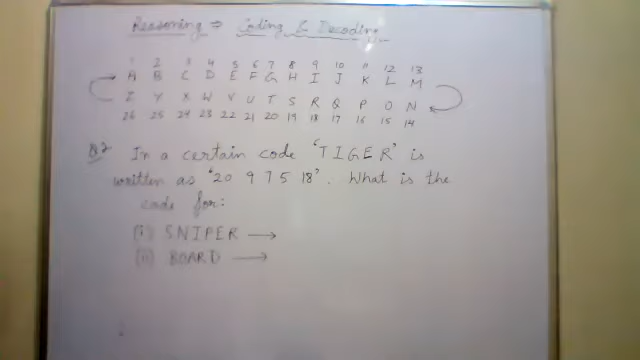 Reasoning ⇒ Coding & Decoding
1 2 3 4 5 6 7 8 9 10 11 12 13
A B C D E F G H I J K L M
Z Y X W V U T S R Q P O N
26 25 24 23 22 21 20 19 18 17 16 15 14
Q2 In a certain code 'TIGER' is
written as '20 9 7 5 18'. What is the
code for:
(i) SNIPER →
(ii) BOARD →